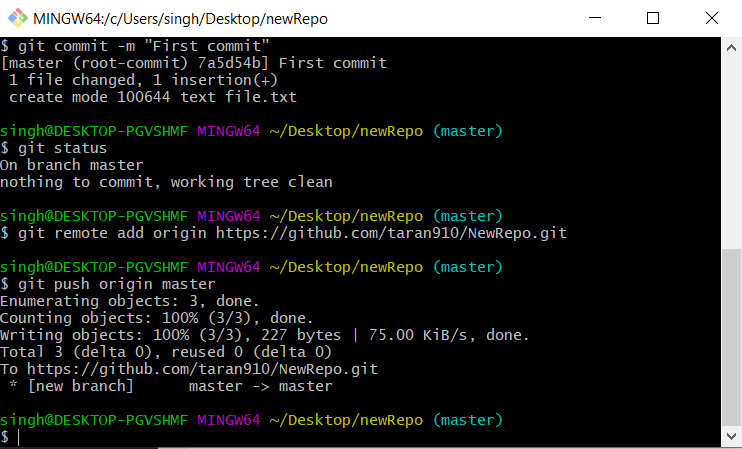 MINGW64:/c/Users/singh/Desktop/newRepo
$ git commit -m "First commit"
[master (root-commit) 7a5d54b] First commit
 1 file changed, 1 insertion(+)
 create mode 100644 text file.txt

singh@DESKTOP-PGVSHMF MINGW64 ~/Desktop/newRepo (master)
$ git status
On branch master
nothing to commit, working tree clean

singh@DESKTOP-PGVSHMF MINGW64 ~/Desktop/newRepo (master)
$ git remote add origin https://github.com/taran910/NewRepo.git

singh@DESKTOP-PGVSHMF MINGW64 ~/Desktop/newRepo (master)
$ git push origin master
Enumerating objects: 3, done.
Counting objects: 100% (3/3), done.
Writing objects: 100% (3/3), 227 bytes | 75.00 KiB/s, done.
Total 3 (delta 0), reused 0 (delta 0)
To https://github.com/taran910/NewRepo.git
 * [new branch]      master -> master

singh@DESKTOP-PGVSHMF MINGW64 ~/Desktop/newRepo (master)
$